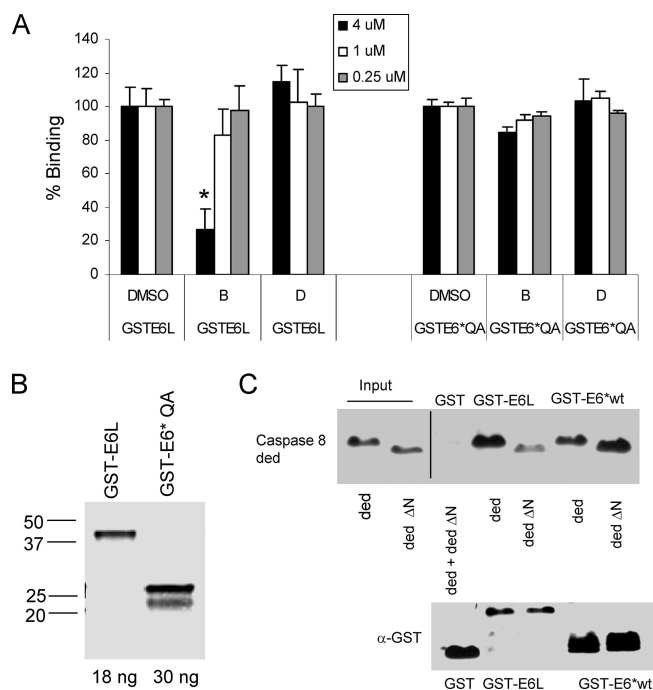 A
4 uM
1 uM
0.25 uM
% Binding
140
120
100
80
60
40
20
0
*
DMSO B D DMSO B D
GSTE6L GSTE6L GSTE6L GSTE6*QA GSTE6*QA GSTE6*QA
B
GST-E6L
GST-E6* QA
50
37
25
20
18 ng 30 ng
C
Input GST GST-E6L GST-E6*wt
Caspase 8
ded
ded
ded ΔN
ded + ded ΔN
ded
ded ΔN
ded
ded ΔN
α-GST
GST GST-E6L GST-E6*wt